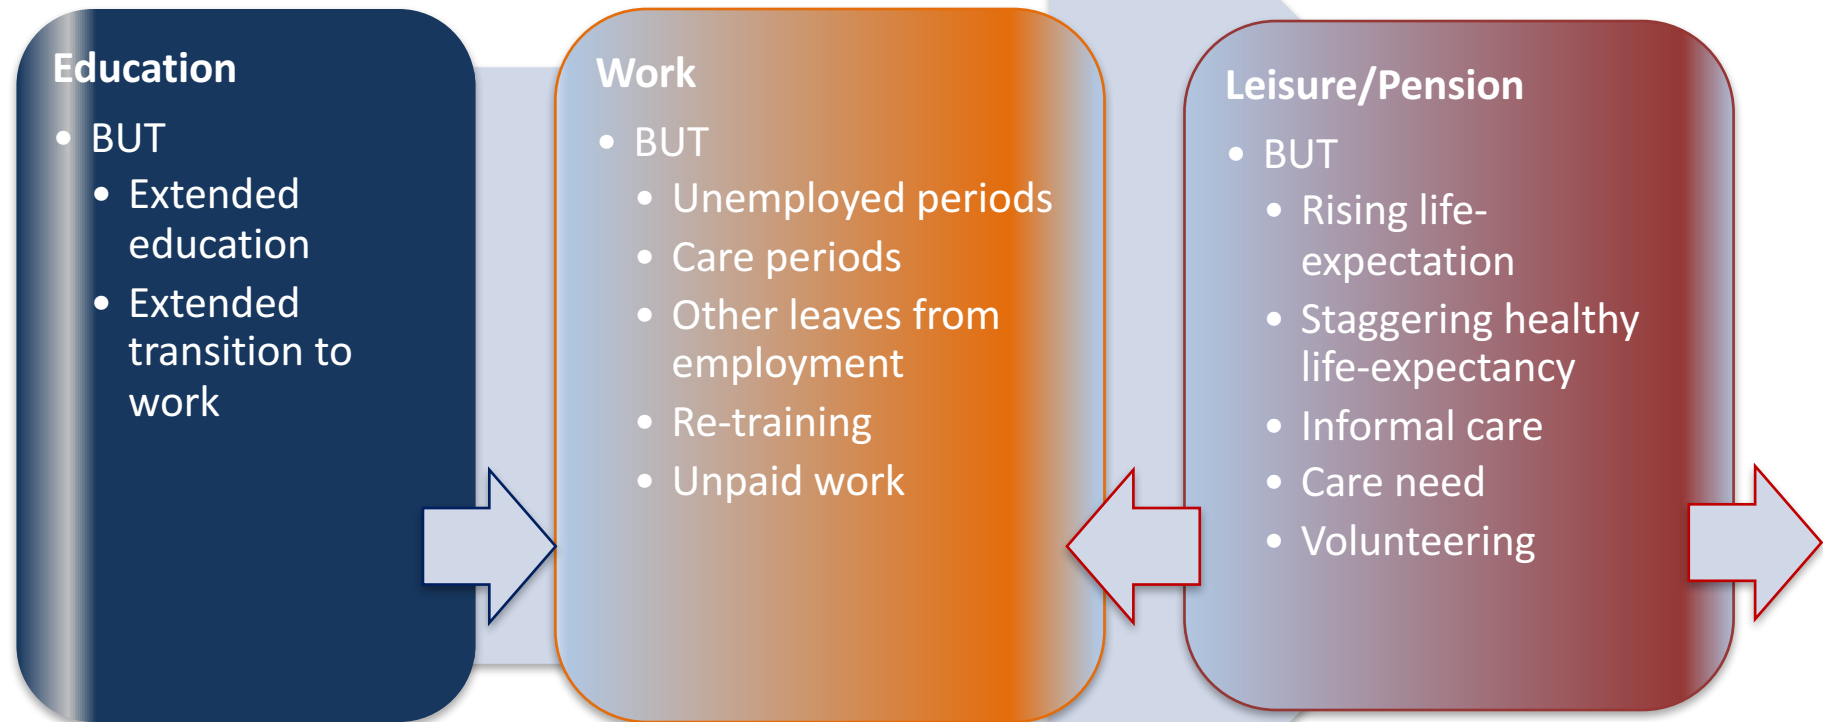 Education
• BUT
• Extended
education
• Extended
transition to
work
Work
• BUT
• Unemployed periods
• Care periods
• Other leaves from
employment
• Re-training
• Unpaid work
Leisure/Pension
• BUT
• Rising life-
expectation
• Staggering healthy
life-expectancy
• Informal care
• Care need
• Volunteering